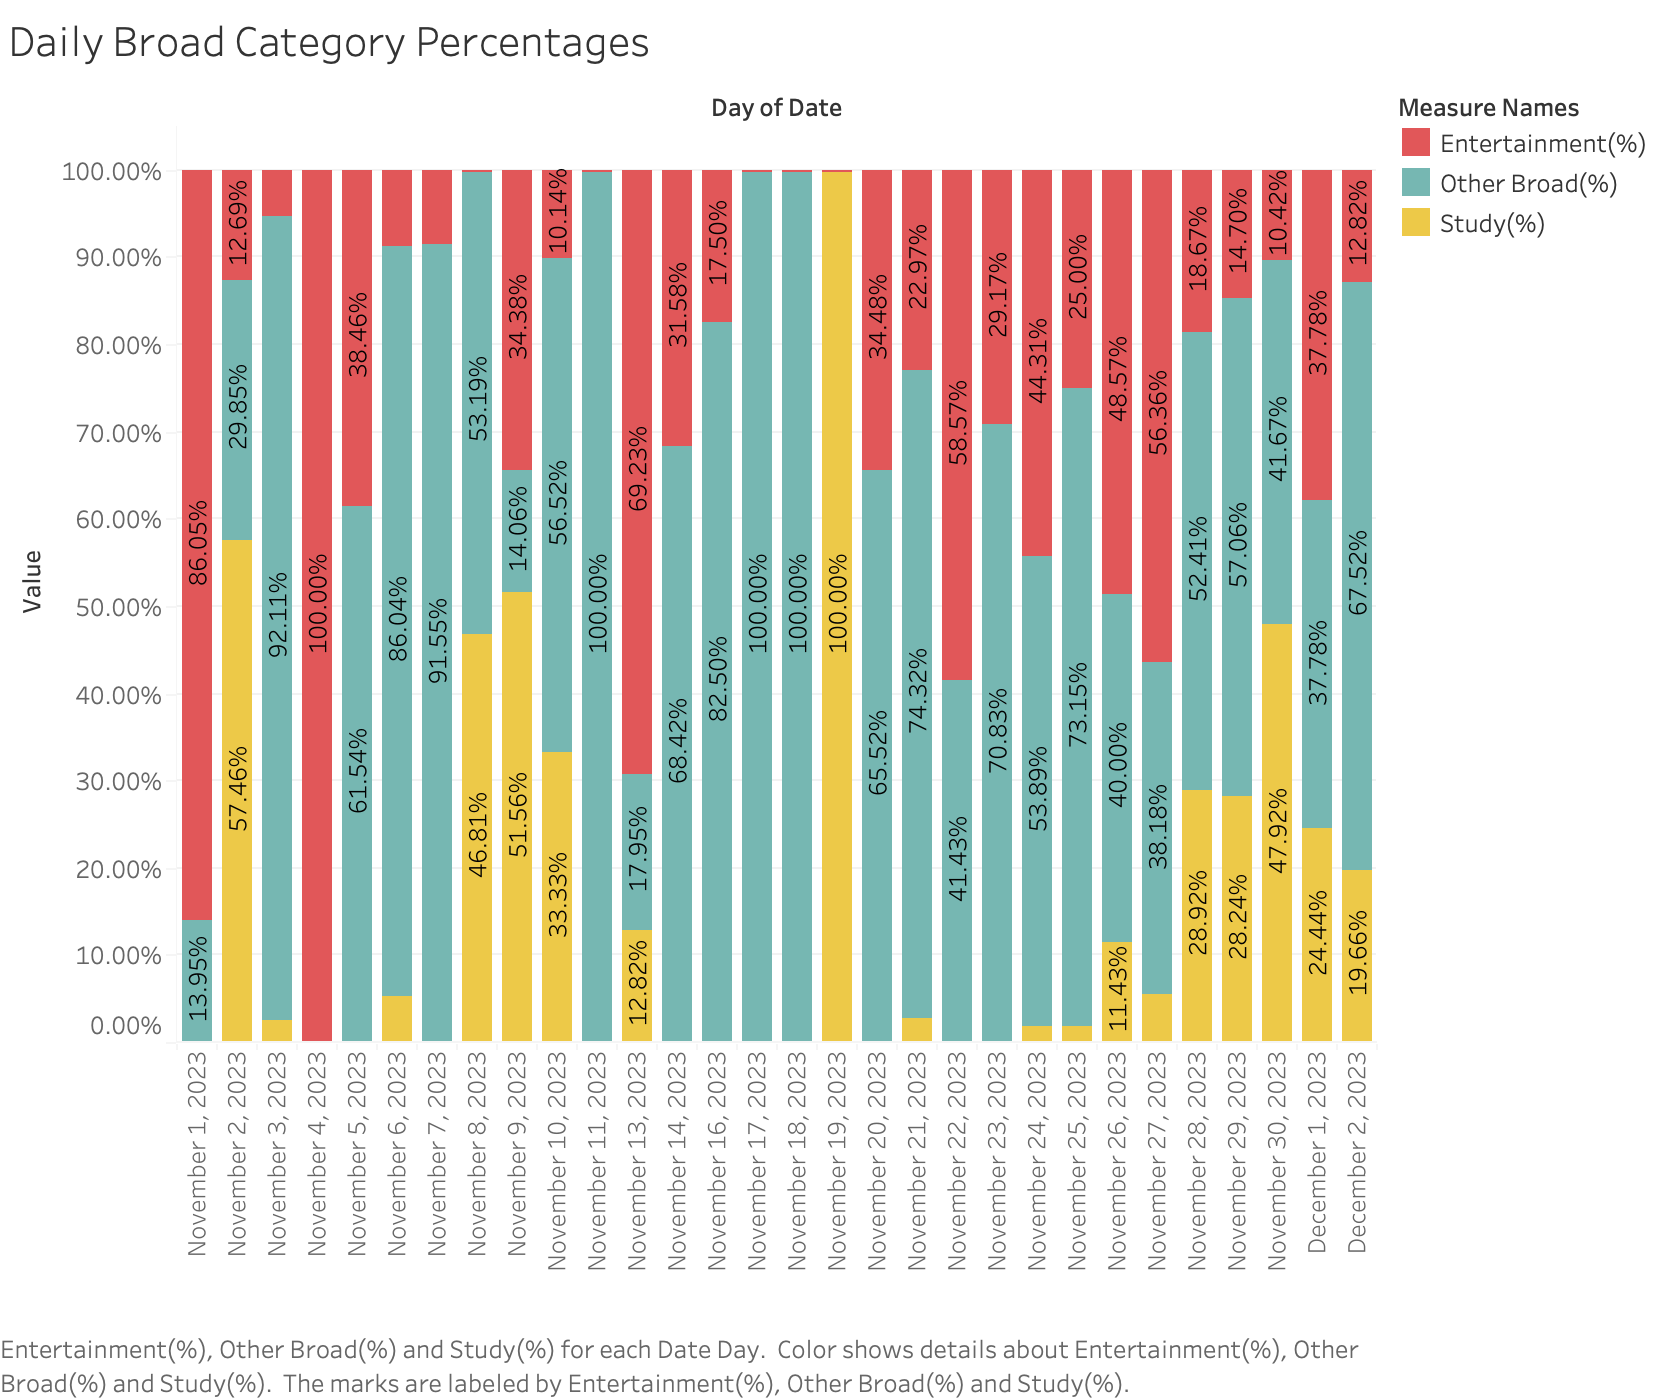 Daily Broad Category Percentages
Day of Date
Measure Names
Entertainment(%)
Other Broad(%)
Study(%)
Value
100.00%
90.00%
80.00%
70.00%
60.00%
50.00%
40.00%
30.00%
20.00%
10.00%
0.00%
86.05%
13.95%
12.69%
29.85%
57.46%
92.11%
100.00%
38.46%
61.54%
86.04%
91.55%
53.19%
46.81%
34.38%
14.06%
51.56%
10.14%
56.52%
33.33%
100.00%
69.23%
17.95%
12.82%
31.58%
68.42%
17.50%
82.50%
100.00%
100.00%
100.00%
34.48%
65.52%
22.97%
74.32%
58.57%
41.43%
29.17%
70.83%
44.31%
53.89%
25.00%
73.15%
48.57%
40.00%
11.43%
56.36%
38.18%
18.67%
52.41%
28.92%
14.70%
57.06%
28.24%
10.42%
41.67%
47.92%
37.78%
37.78%
24.44%
12.82%
67.52%
19.66%
November 1, 2023
November 2, 2023
November 3, 2023
November 4, 2023
November 5, 2023
November 6, 2023
November 7, 2023
November 8, 2023
November 9, 2023
November 10, 2023
November 11, 2023
November 13, 2023
November 14, 2023
November 16, 2023
November 17, 2023
November 18, 2023
November 19, 2023
November 20, 2023
November 21, 2023
November 22, 2023
November 23, 2023
November 24, 2023
November 25, 2023
November 26, 2023
November 27, 2023
November 28, 2023
November 29, 2023
November 30, 2023
December 1, 2023
December 2, 2023
Entertainment(%), Other Broad(%) and Study(%) for each Date Day.  Color shows details about Entertainment(%), Other
Broad(%) and Study(%).  The marks are labeled by Entertainment(%), Other Broad(%) and Study(%).